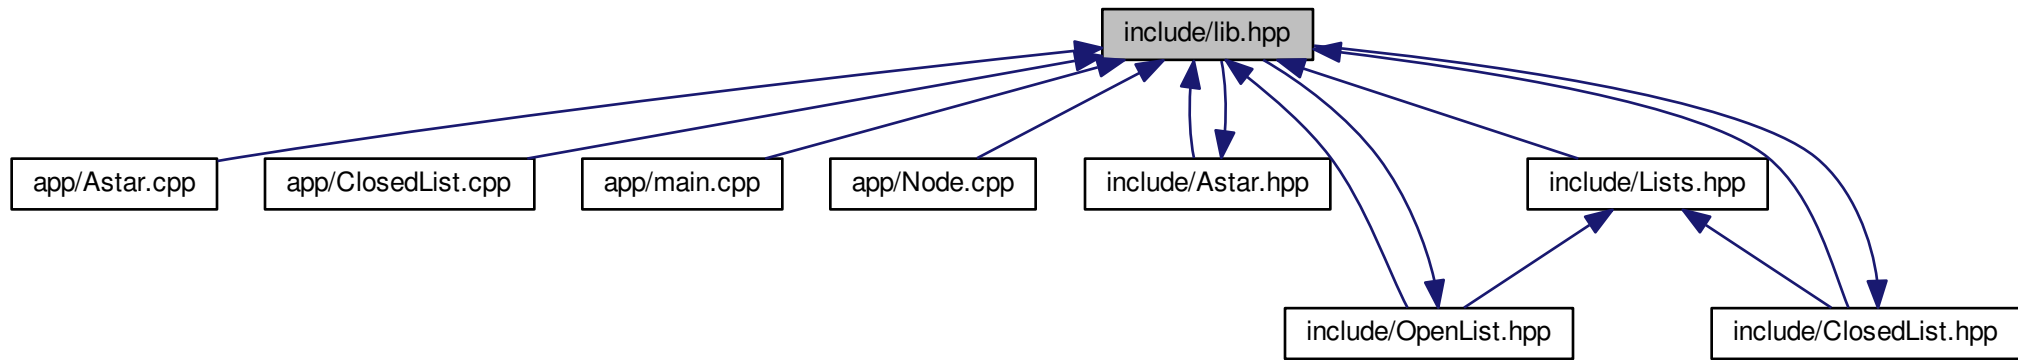 include/lib.hpp
app/Astar.cpp
app/ClosedList.cpp
app/main.cpp
app/Node.cpp
include/Astar.hpp
include/Lists.hpp
include/OpenList.hpp
include/ClosedList.hpp